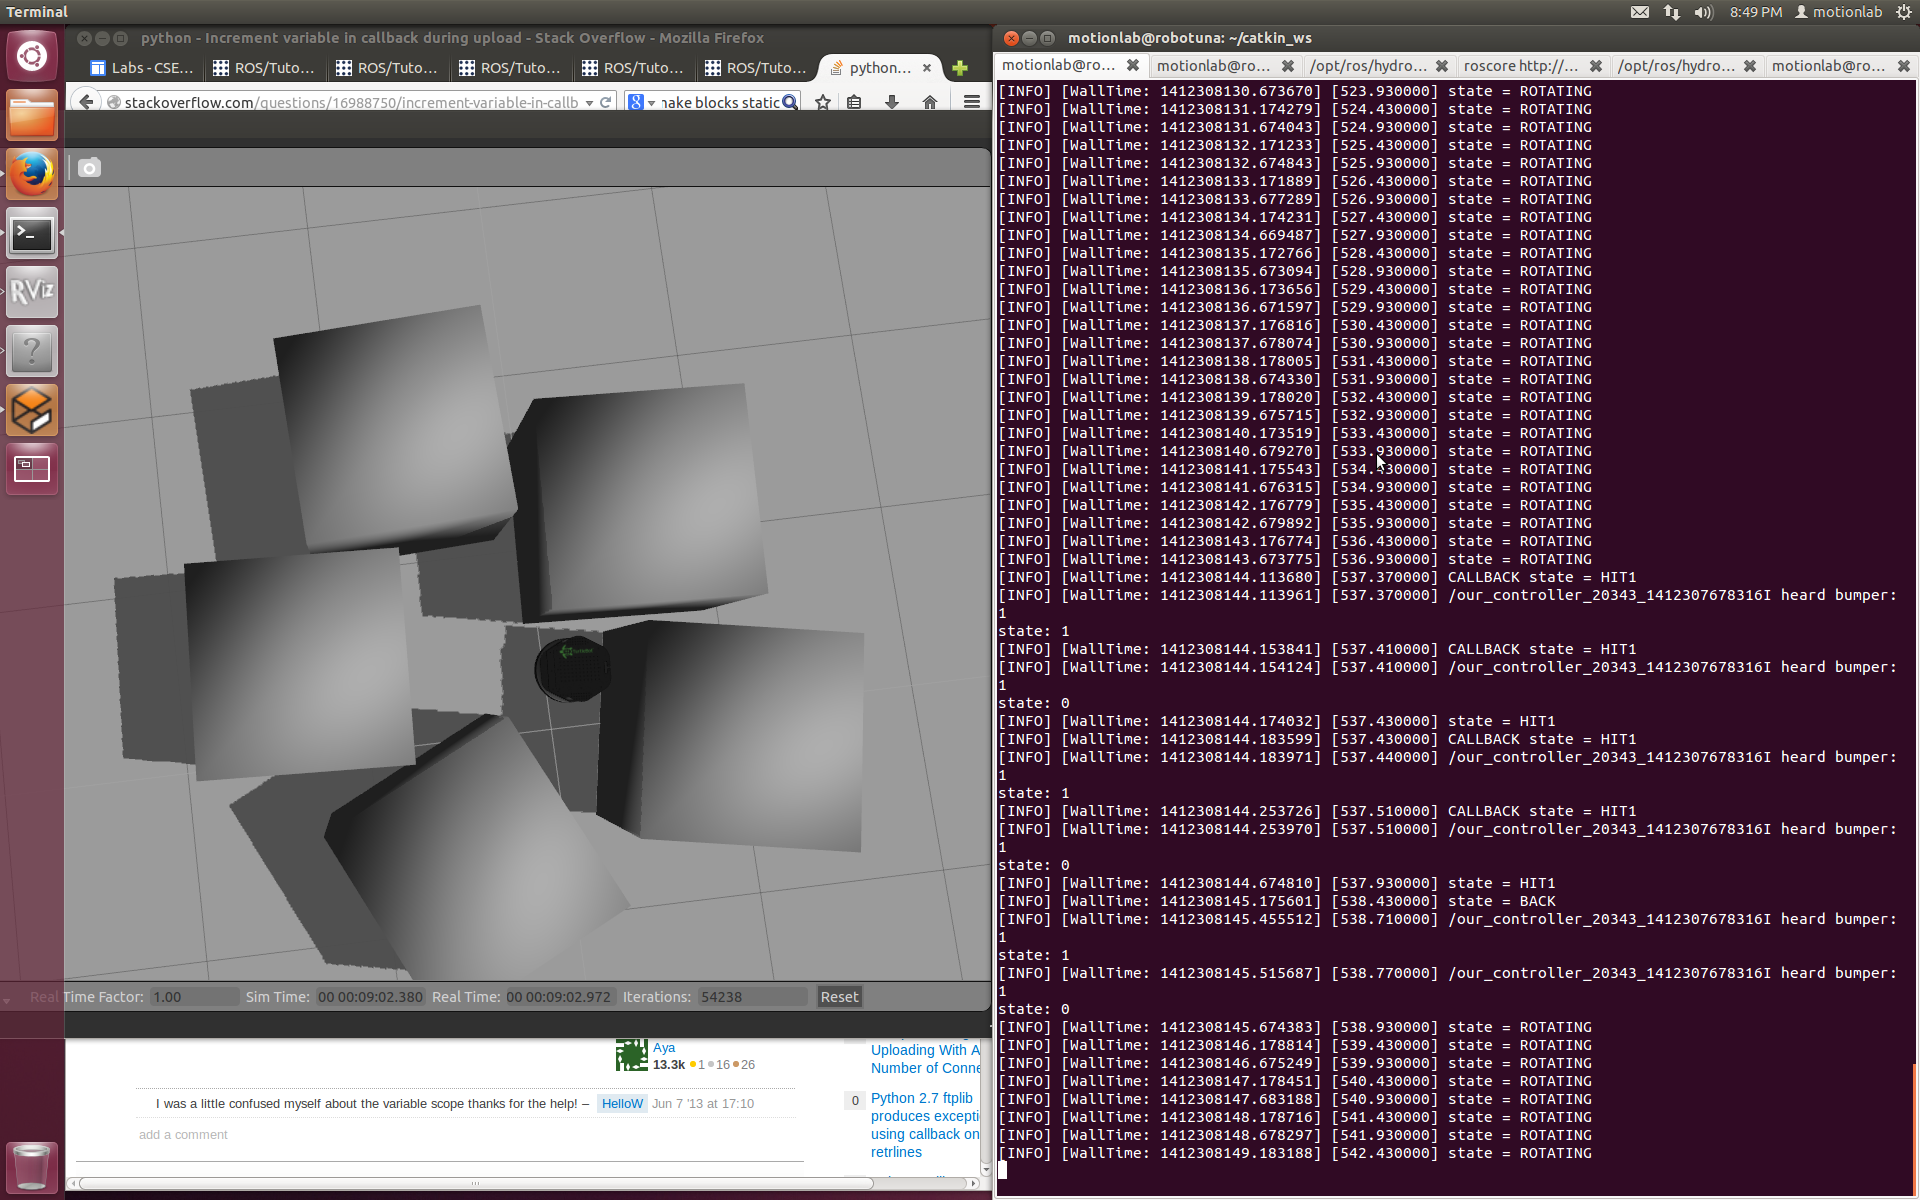 Terminal
8:49 PM motionlab
python - Increment variable in callback during upload - Stack Overflow - Mozilla Firefox
Labs - CSE...
ROS/Tuto...
ROS/Tuto...
ROS/Tuto...
ROS/Tuto...
ROS/Tuto...
python...
stackoverflow.com/questions/16988750/increment-variable-in-callb
make blocks static
RViz
Real Time Factor: 1.00 Sim Time: 00 00:09:02.380 Real Time: 00 00:09:02.972 Iterations: 54238 Reset
Aya
13.3k 1 16 26
I was a little confused myself about the variable scope thanks for the help! – HelloW Jun 7 '13 at 17:10
add a comment
Uploading With A
Number of Conne
0 Python 2.7 ftplib
produces excepti
using callback on
retrlines
motionlab@robotuna: ~/catkin_ws
motionlab@ro...
motionlab@ro...
/opt/ros/hydro...
roscore http://...
/opt/ros/hydro...
motionlab@ro...
[INFO] [WallTime: 1412308130.673670] [523.930000] state = ROTATING
[INFO] [WallTime: 1412308131.174279] [524.430000] state = ROTATING
[INFO] [WallTime: 1412308131.674043] [524.930000] state = ROTATING
[INFO] [WallTime: 1412308132.171233] [525.430000] state = ROTATING
[INFO] [WallTime: 1412308132.674843] [525.930000] state = ROTATING
[INFO] [WallTime: 1412308133.171889] [526.430000] state = ROTATING
[INFO] [WallTime: 1412308133.677289] [526.930000] state = ROTATING
[INFO] [WallTime: 1412308134.174231] [527.430000] state = ROTATING
[INFO] [WallTime: 1412308134.669487] [527.930000] state = ROTATING
[INFO] [WallTime: 1412308135.172766] [528.430000] state = ROTATING
[INFO] [WallTime: 1412308135.673094] [528.930000] state = ROTATING
[INFO] [WallTime: 1412308136.173656] [529.430000] state = ROTATING
[INFO] [WallTime: 1412308136.671597] [529.930000] state = ROTATING
[INFO] [WallTime: 1412308137.176816] [530.430000] state = ROTATING
[INFO] [WallTime: 1412308137.678074] [530.930000] state = ROTATING
[INFO] [WallTime: 1412308138.178005] [531.430000] state = ROTATING
[INFO] [WallTime: 1412308138.674330] [531.930000] state = ROTATING
[INFO] [WallTime: 1412308139.178020] [532.430000] state = ROTATING
[INFO] [WallTime: 1412308139.675715] [532.930000] state = ROTATING
[INFO] [WallTime: 1412308140.173519] [533.430000] state = ROTATING
[INFO] [WallTime: 1412308140.679270] [533.930000] state = ROTATING
[INFO] [WallTime: 1412308141.175543] [534.430000] state = ROTATING
[INFO] [WallTime: 1412308141.676315] [534.930000] state = ROTATING
[INFO] [WallTime: 1412308142.176779] [535.430000] state = ROTATING
[INFO] [WallTime: 1412308142.679892] [535.930000] state = ROTATING
[INFO] [WallTime: 1412308143.176774] [536.430000] state = ROTATING
[INFO] [WallTime: 1412308143.673775] [536.930000] state = ROTATING
[INFO] [WallTime: 1412308144.113680] [537.370000] CALLBACK state = HIT1
[INFO] [WallTime: 1412308144.113961] [537.370000] /our_controller_20343_1412307678316I heard bumper:
1
state: 1
[INFO] [WallTime: 1412308144.153841] [537.410000] CALLBACK state = HIT1
[INFO] [WallTime: 1412308144.154124] [537.410000] /our_controller_20343_1412307678316I heard bumper:
1
state: 0
[INFO] [WallTime: 1412308144.174032] [537.430000] state = HIT1
[INFO] [WallTime: 1412308144.183599] [537.430000] CALLBACK state = HIT1
[INFO] [WallTime: 1412308144.183971] [537.440000] /our_controller_20343_1412307678316I heard bumper:
1
state: 1
[INFO] [WallTime: 1412308144.253726] [537.510000] CALLBACK state = HIT1
[INFO] [WallTime: 1412308144.253970] [537.510000] /our_controller_20343_1412307678316I heard bumper:
1
state: 0
[INFO] [WallTime: 1412308144.674810] [537.930000] state = HIT1
[INFO] [WallTime: 1412308145.175601] [538.430000] state = BACK
[INFO] [WallTime: 1412308145.455512] [538.710000] /our_controller_20343_1412307678316I heard bumper:
1
state: 1
[INFO] [WallTime: 1412308145.515687] [538.770000] /our_controller_20343_1412307678316I heard bumper:
1
state: 0
[INFO] [WallTime: 1412308145.674383] [538.930000] state = ROTATING
[INFO] [WallTime: 1412308146.178814] [539.430000] state = ROTATING
[INFO] [WallTime: 1412308146.675249] [539.930000] state = ROTATING
[INFO] [WallTime: 1412308147.178451] [540.430000] state = ROTATING
[INFO] [WallTime: 1412308147.683188] [540.930000] state = ROTATING
[INFO] [WallTime: 1412308148.178716] [541.430000] state = ROTATING
[INFO] [WallTime: 1412308148.678297] [541.930000] state = ROTATING
[INFO] [WallTime: 1412308149.183188] [542.430000] state = ROTATING